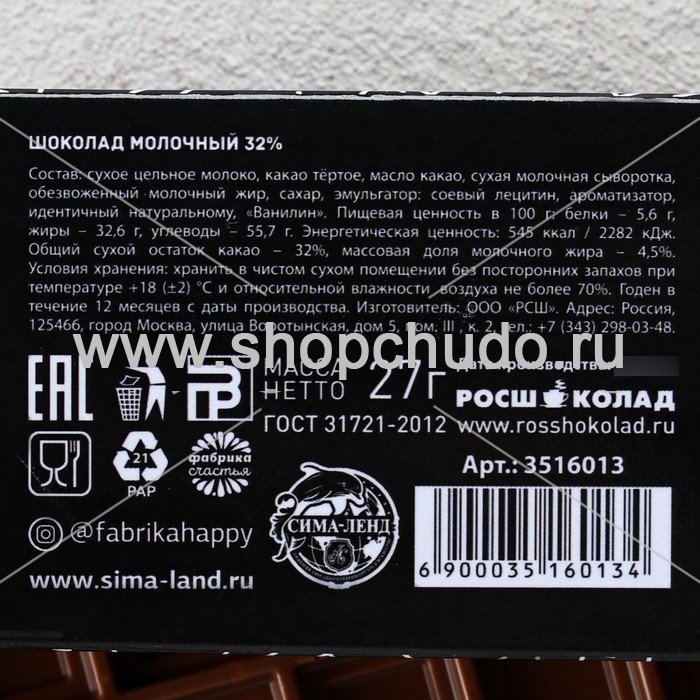 ШОКОЛАД МОЛОЧНЫЙ 32%
Состав: сухое цельное молоко, какао тёртое, масло какао, сухая молочная сыворотка,
обезвоженный молочный жир, сахар, эмульгатор: соевый лецитин, ароматизатор,
идентичный натуральному, «Ванилин». Пищевая ценность в 100 г: белки – 5,6 г,
жиры – 32,6 г, углеводы – 55,7 г. Энергетическая ценность: 545 ккал / 2282 кДж.
Общий сухой остаток какао – 32%, массовая доля молочного жира – 4,5%.
Условия хранения: хранить в чистом сухом помещении без посторонних запахов при
температуре +18 (±2) °С и относительной влажности воздуха не более 70%. Годен в
течение 12 месяцев с даты производства. Изготовитель: ООО «РСШ». Адрес: Россия,
125466, город Москва, улица Воротынская, дом 5, пом. III , к. 2, тел.: +7 (343) 298-03-48.
www.shopchudo.ru
ЕАС
МАССА
НЕТТО 27г
дата производства:
РОСШОКОЛАД
ГОСТ 31721-2012
www.rosshokolad.ru
21
PAP
фабрика
счастья
Арт.: 3516013
@fabrikahappy
СИМА-ЛЕНД
www.sima-land.ru
6 900035 160134